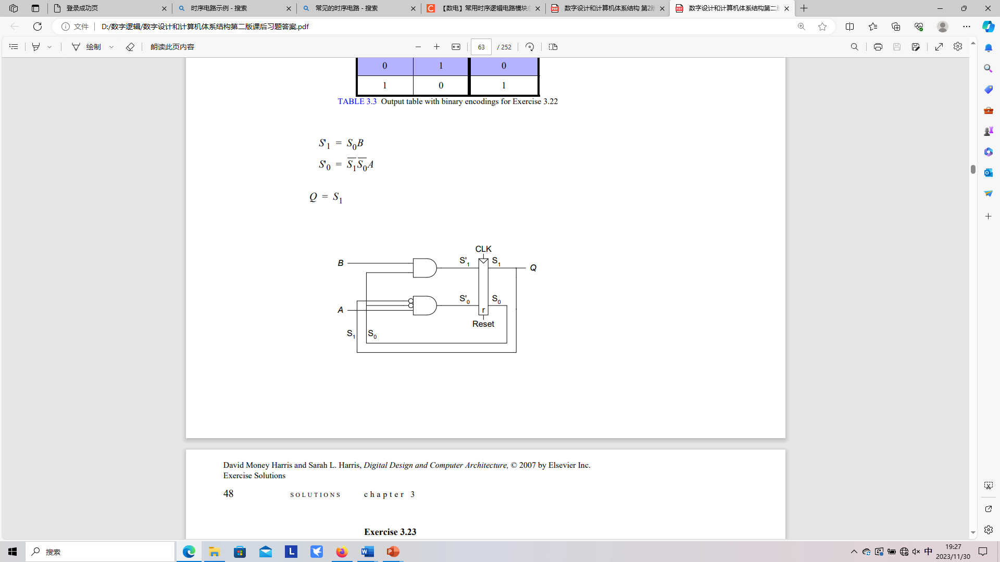 登录成功页
时序电路示例 - 搜索
常见的时序电路 - 搜索
【数电】常用时序逻辑电路模块
数字设计和计算机体系结构 第2版
数字设计和计算机体系结构第二
文件 D:/数字逻辑/数字设计和计算机体系结构第二版课后习题答案.pdf
绘制 朗读此页内容 63 / 252
0 1 0
1 0 1
TABLE 3.3 Output table with binary encodings for Exercise 3.22
S'₁ = S₀B
S'₀ = S̅₁S̅₀A
Q = S₁
CLK
B S'₁ S₁ Q
S'₀ S₀
A r
Reset
S₁ S₀
David Money Harris and Sarah L. Harris, Digital Design and Computer Architecture, © 2007 by Elsevier Inc.
Exercise Solutions
48 SOLUTIONS chapter 3
Exercise 3.23
搜索
中
19:27
2023/11/30